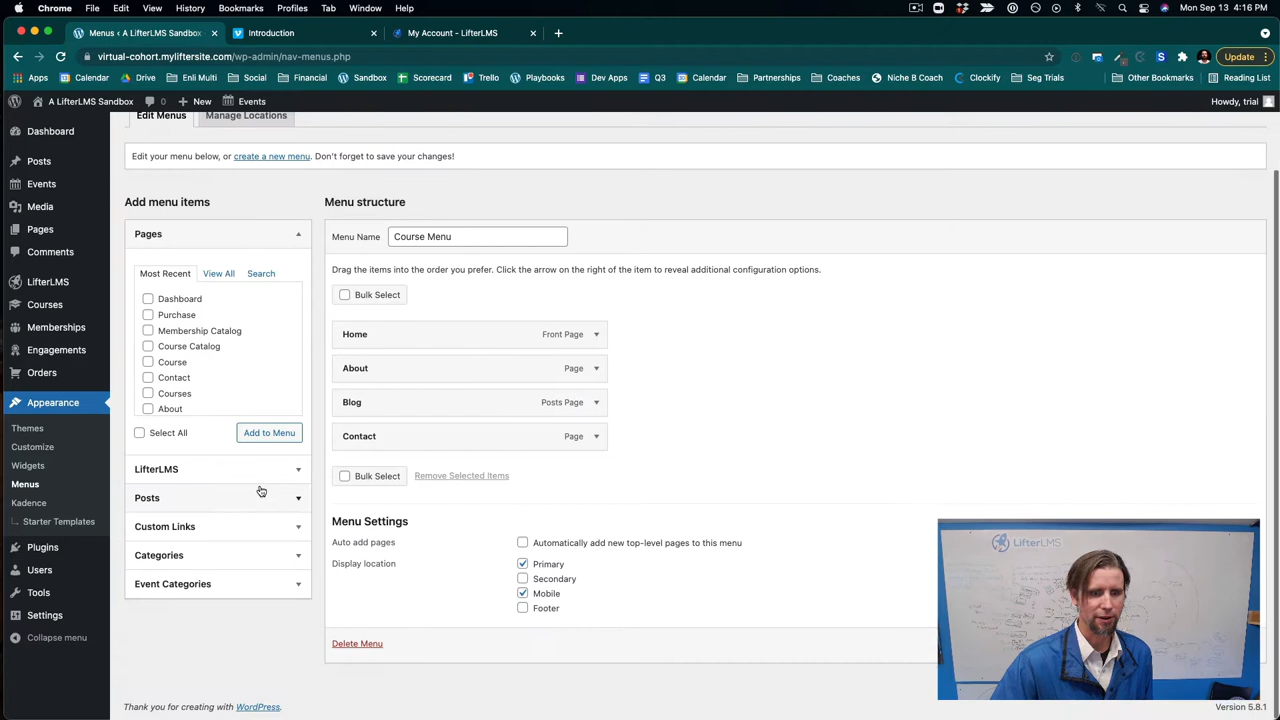 Chrome File Edit View History Bookmarks Profiles Tab Window Help Mon Sep 13 4:16 PM
Menus < A LifterLMS Sandbox Introduction My Account - LifterLMS
virtual-cohort.myliftersite.com/wp-admin/nav-menus.php Update
Apps Calendar Drive Enli Multi Social Financial Sandbox Scorecard Trello Playbooks Dev Apps Q3 Calendar Partnerships Coaches Niche B Coach Clockify Seg Trials Other Bookmarks Reading List
A LifterLMS Sandbox 0 New Events Howdy, trial
Dashboard
Posts
Events
Media
Pages
Comments
LifterLMS
Courses
Memberships
Engagements
Orders
Appearance
Themes
Customize
Widgets
Menus
Kadence
Starter Templates
Plugins
Users
Tools
Settings
Collapse menu
Edit Menus Manage Locations
Edit your menu below, or create a new menu. Don't forget to save your changes!
Add menu items
Pages
Most Recent View All Search
Dashboard
Purchase
Membership Catalog
Course Catalog
Course
Contact
Courses
About
Select All Add to Menu
LifterLMS
Posts
Custom Links
Categories
Event Categories
Menu structure
Menu Name Course Menu
Drag the items into the order you prefer. Click the arrow on the right of the item to reveal additional configuration options.
Bulk Select
Home Front Page
About Page
Blog Posts Page
Contact Page
Bulk Select Remove Selected Items
Menu Settings
Auto add pages Automatically add new top-level pages to this menu
Display location Primary
Secondary
Mobile
Footer
Delete Menu
LifterLMS
Thank you for creating with WordPress. Version 5.8.1